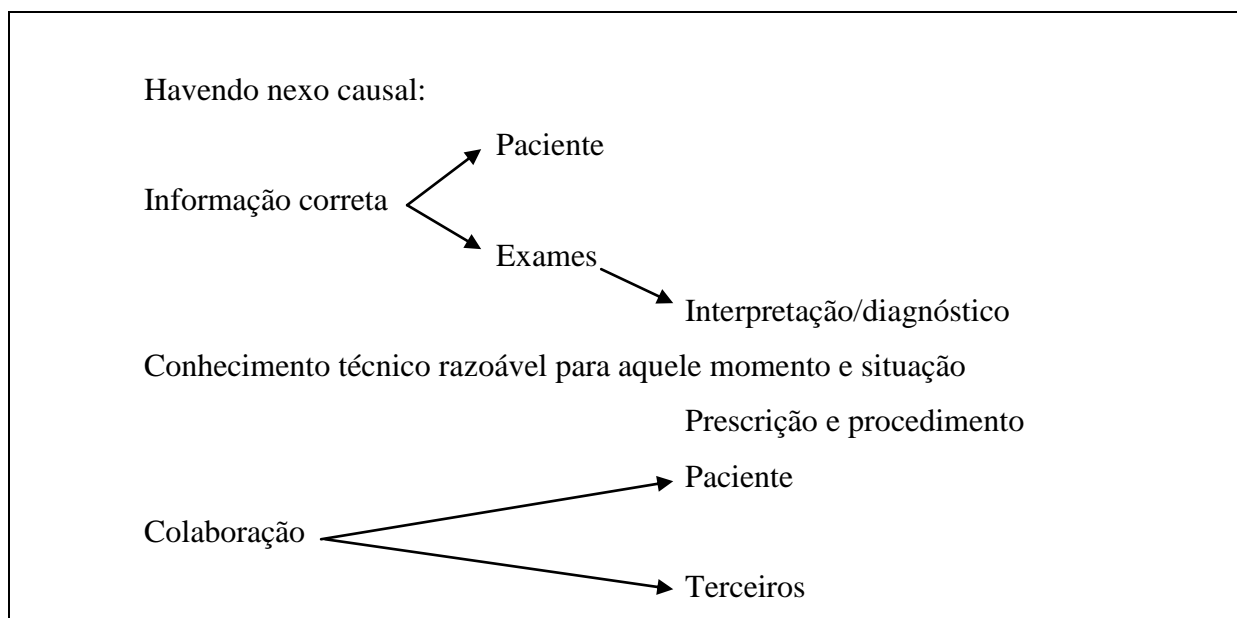 Havendo nexo causal:
Paciente
Informação correta
Exames
Interpretação/diagnóstico
Conhecimento técnico razoável para aquele momento e situação
Prescrição e procedimento
Paciente
Colaboração
Terceiros